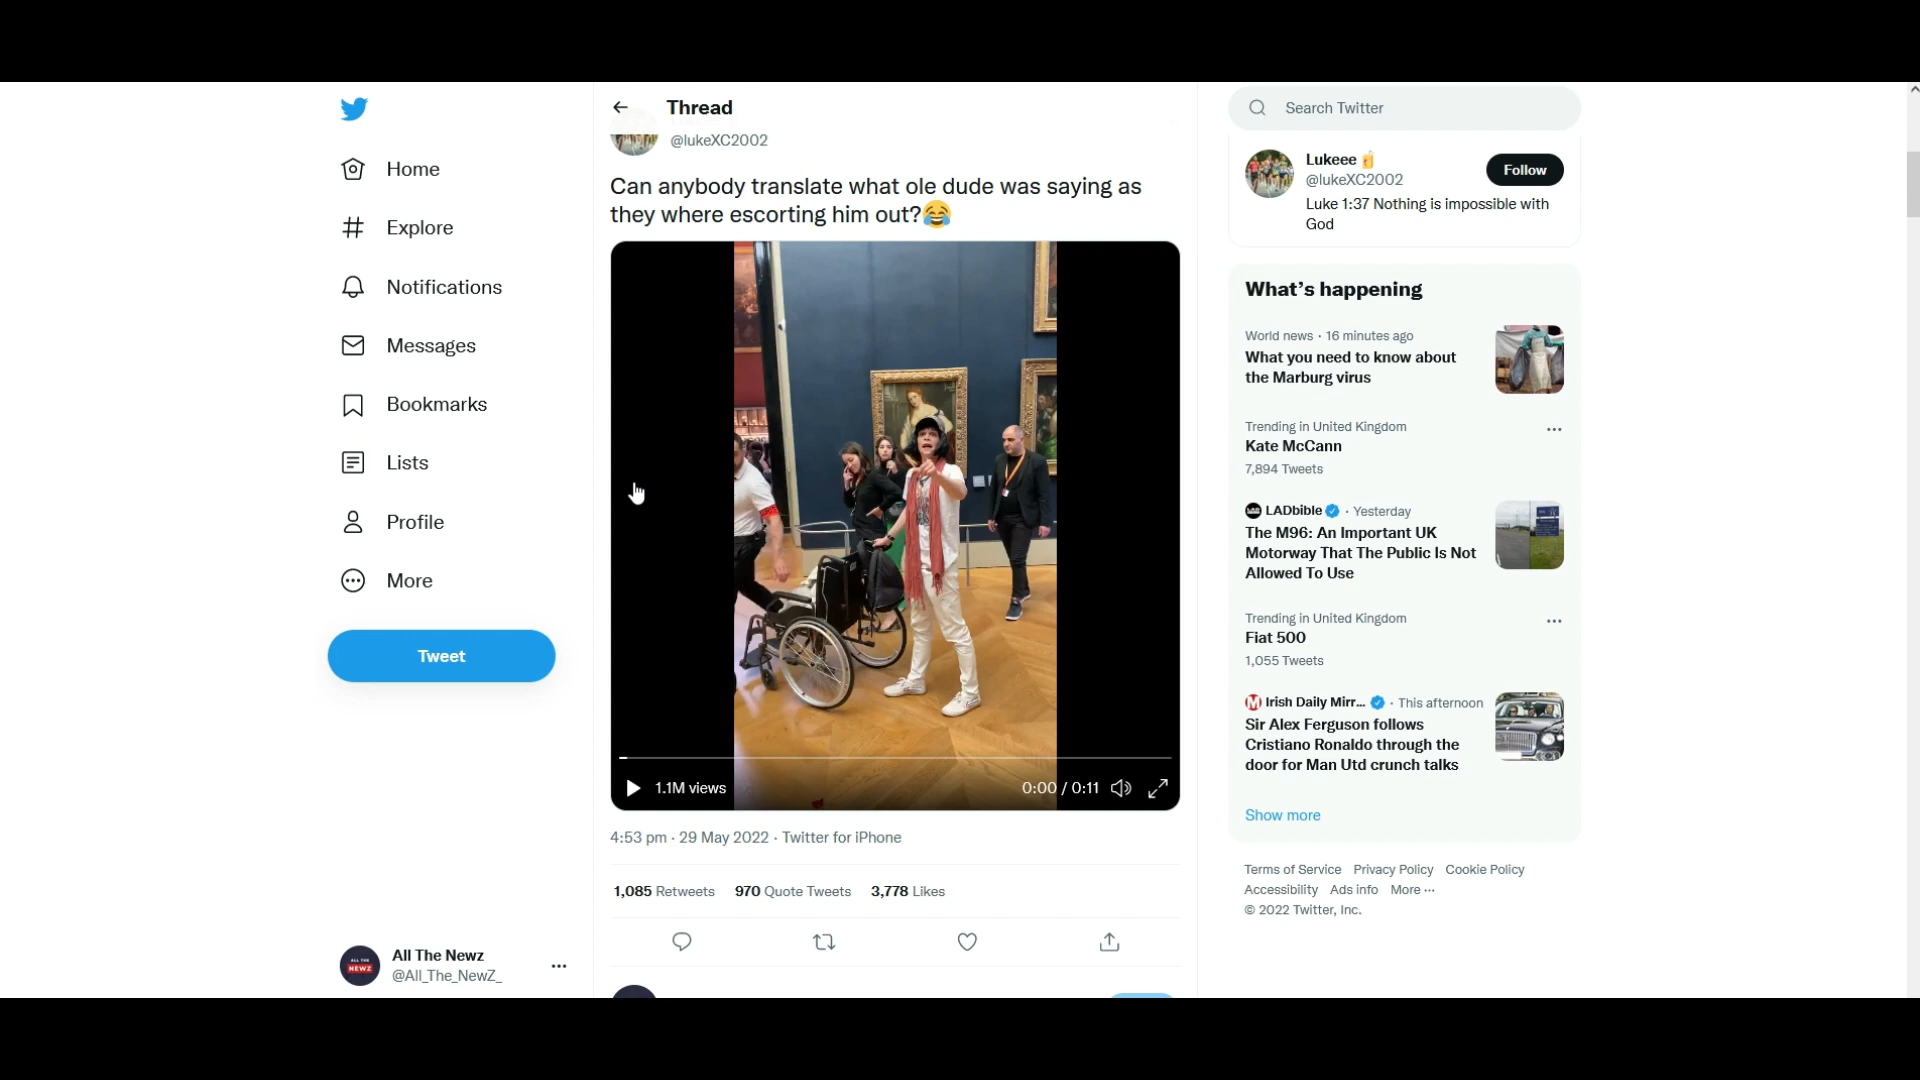 Home
Explore
Notifications
Messages
Bookmarks
Lists
Profile
More
Tweet
ALL THE
NEWZ
All The Newz
@All_The_NewZ_
Thread
@lukeXC2002
Can anybody translate what ole dude was saying as
they where escorting him out?😂
1.1M views
0:00 / 0:11
4:53 pm · 29 May 2022 · Twitter for iPhone
1,085 Retweets 970 Quote Tweets 3,778 Likes
Search Twitter
Lukeee 🍺
@lukeXC2002
Follow
Luke 1:37 Nothing is impossible with
God
What's happening
World news · 16 minutes ago
What you need to know about
the Marburg virus
Trending in United Kingdom
Kate McCann
7,894 Tweets
LADbible · Yesterday
The M96: An Important UK
Motorway That The Public Is Not
Allowed To Use
Trending in United Kingdom
Fiat 500
1,055 Tweets
Irish Daily Mirr... · This afternoon
Sir Alex Ferguson follows
Cristiano Ronaldo through the
door for Man Utd crunch talks
Show more
Terms of Service Privacy Policy Cookie Policy
Accessibility Ads info More ···
© 2022 Twitter, Inc.